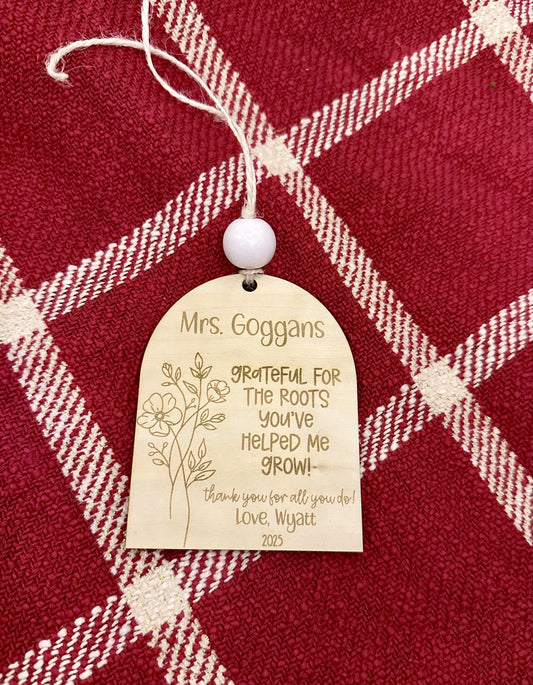 Mrs. Goggans
GRATEFUL FOR
THE ROOTS
YOU'VE
HELPED ME
GROW!
thank you for all you do!
Love, Wyatt
2025